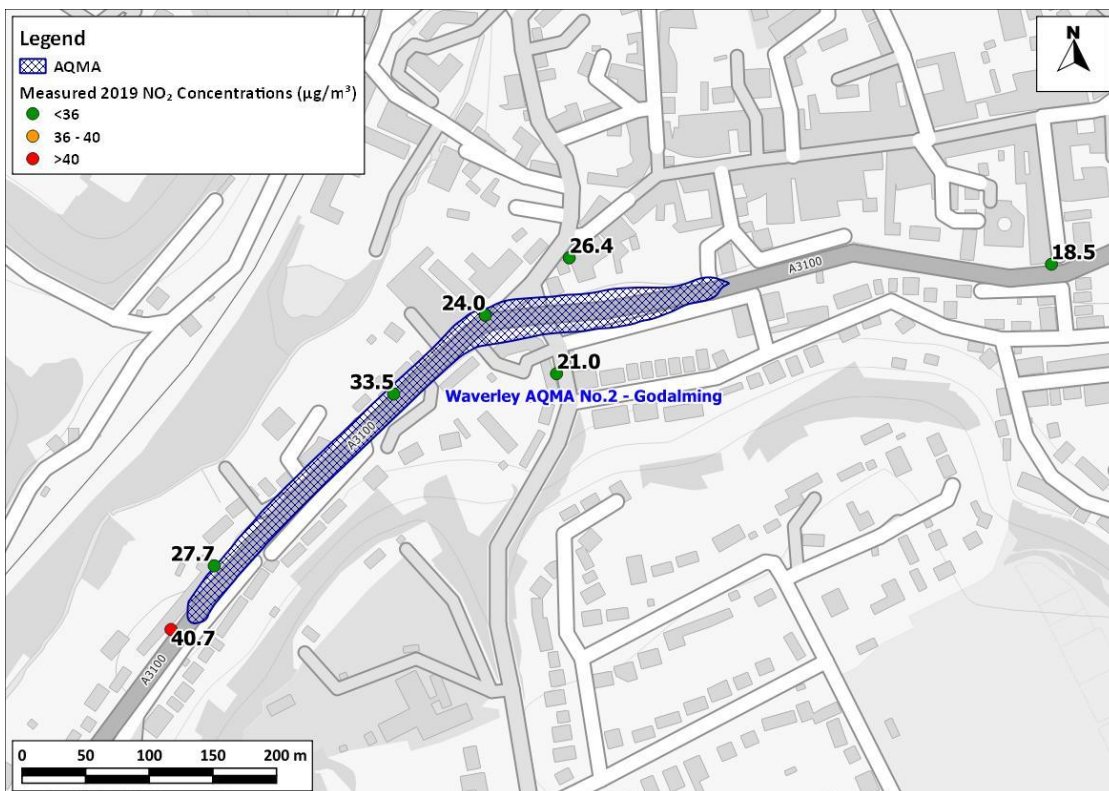 Legend
AQMA
Measured 2019 NO₂ Concentrations (µg/m³)
<36
36 - 40
>40
N
26.4
18.5
A3100
24.0
21.0
33.5
Waverley AQMA No.2 - Godalming
A3100
27.7
40.7
A3100
0 50 100 150 200 m